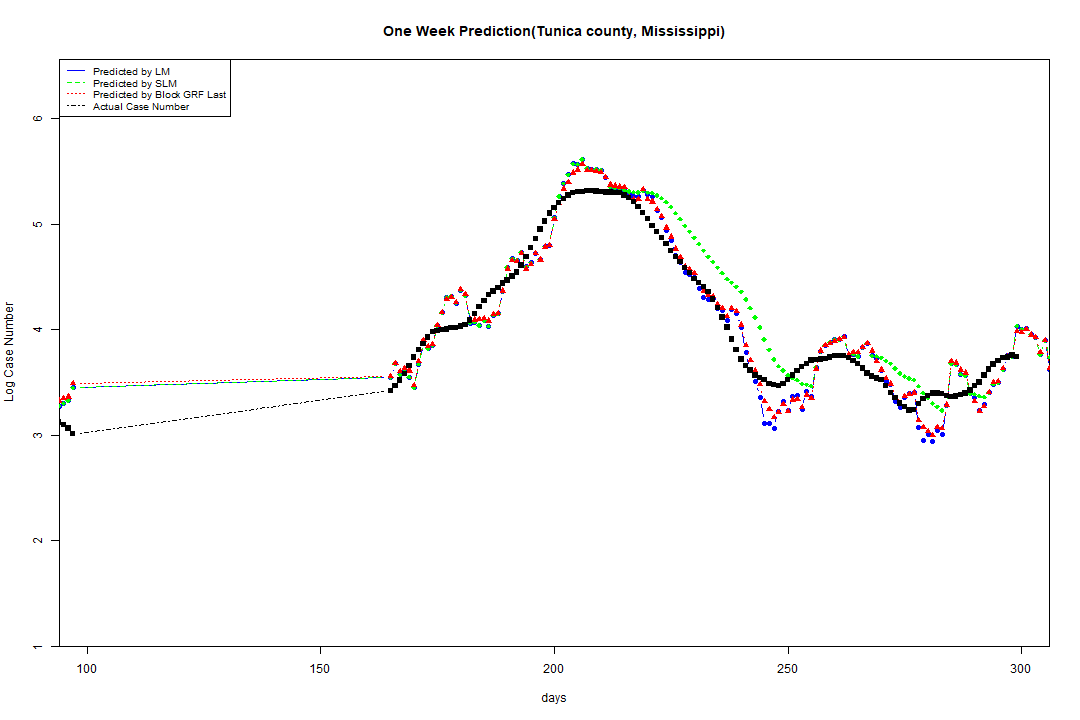 One Week Prediction(Tunica county, Mississippi)
Predicted by LM
Predicted by SLM
Predicted by Block GRF Last
Actual Case Number
6
5
4
3
2
1
Log Case Number
100 150 200 250 300
days